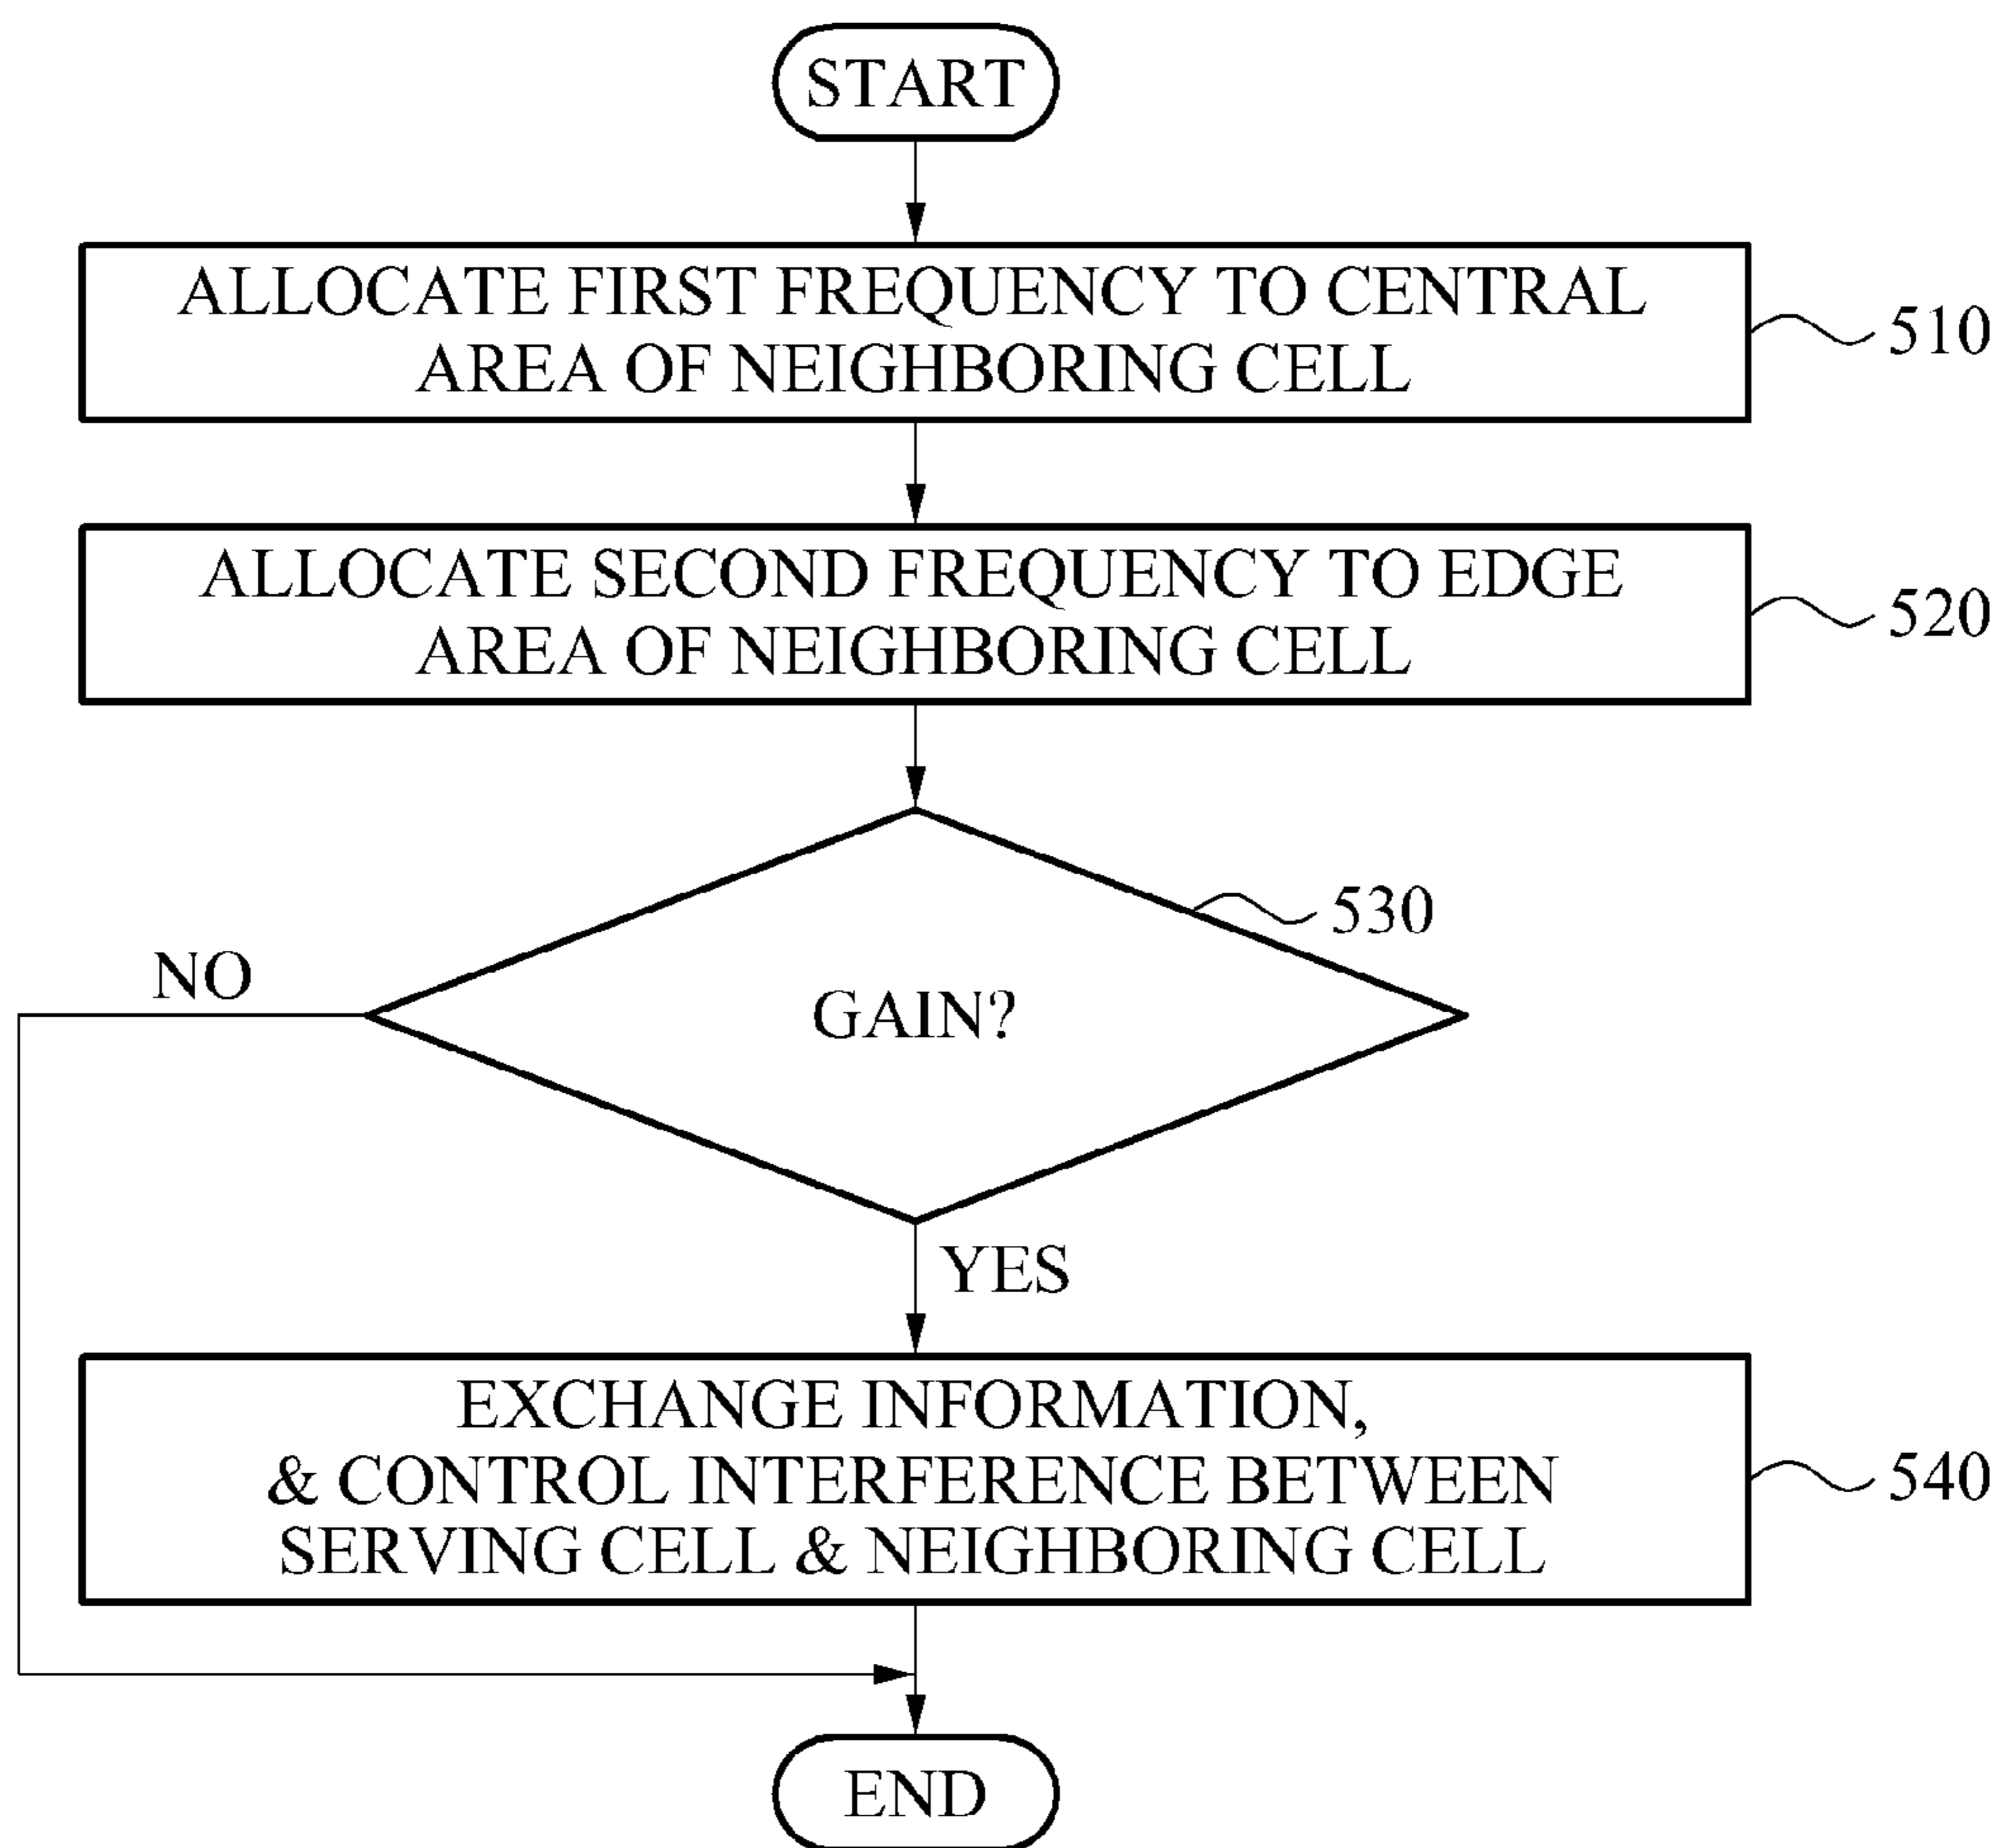 START
ALLOCATE FIRST FREQUENCY TO CENTRAL
AREA OF NEIGHBORING CELL
510
ALLOCATE SECOND FREQUENCY TO EDGE
AREA OF NEIGHBORING CELL
520
530
NO
GAIN?
YES
EXCHANGE INFORMATION,
& CONTROL INTERFERENCE BETWEEN
SERVING CELL & NEIGHBORING CELL
540
END